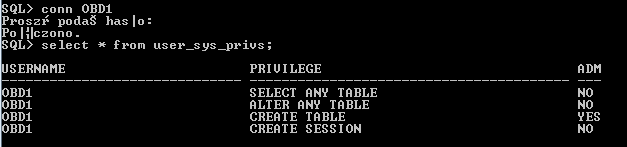 SQL> conn OBD1
Proszŕ podaš has|o:
Po|╣czono.
SQL> select * from user_sys_privs;
USERNAME PRIVILEGE ADM
OBD1 SELECT ANY TABLE NO
OBD1 ALTER ANY TABLE NO
OBD1 CREATE TABLE YES
OBD1 CREATE SESSION NO